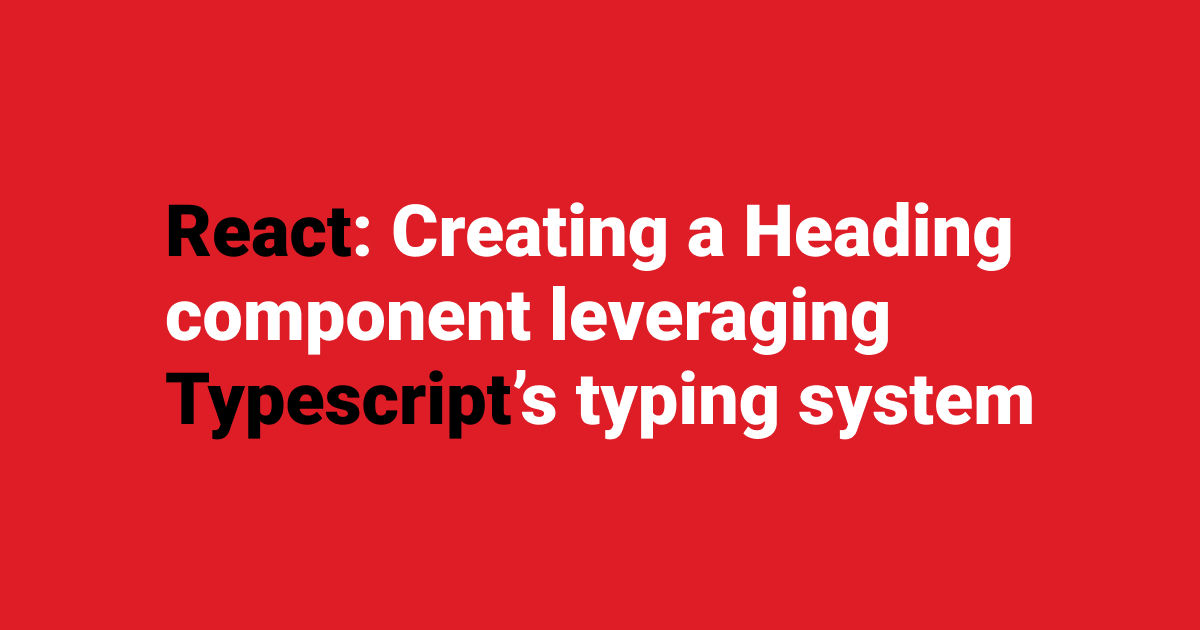 React: Creating a Heading
component leveraging
Typescript’s typing system